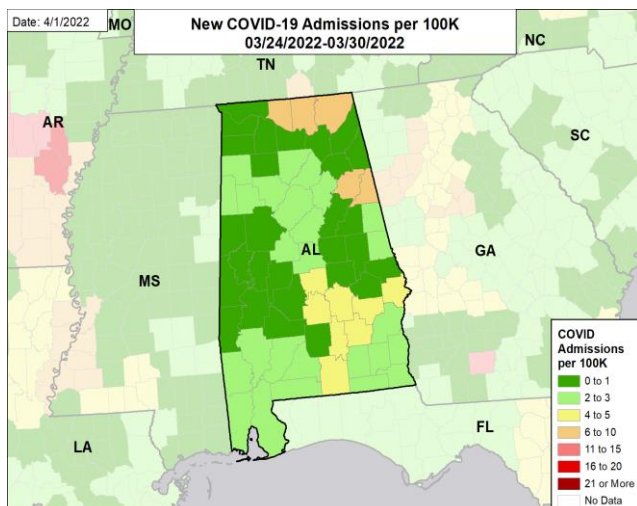 Date: 4/1/2022
New COVID-19 Admissions per 100K
03/24/2022-03/30/2022
MO
NC
TN
AR
SC
AL
GA
MS
LA
FL
COVID
Admissions
per 100K
0 to 1
2 to 3
4 to 5
6 to 10
11 to 15
16 to 20
21 or More
No Data